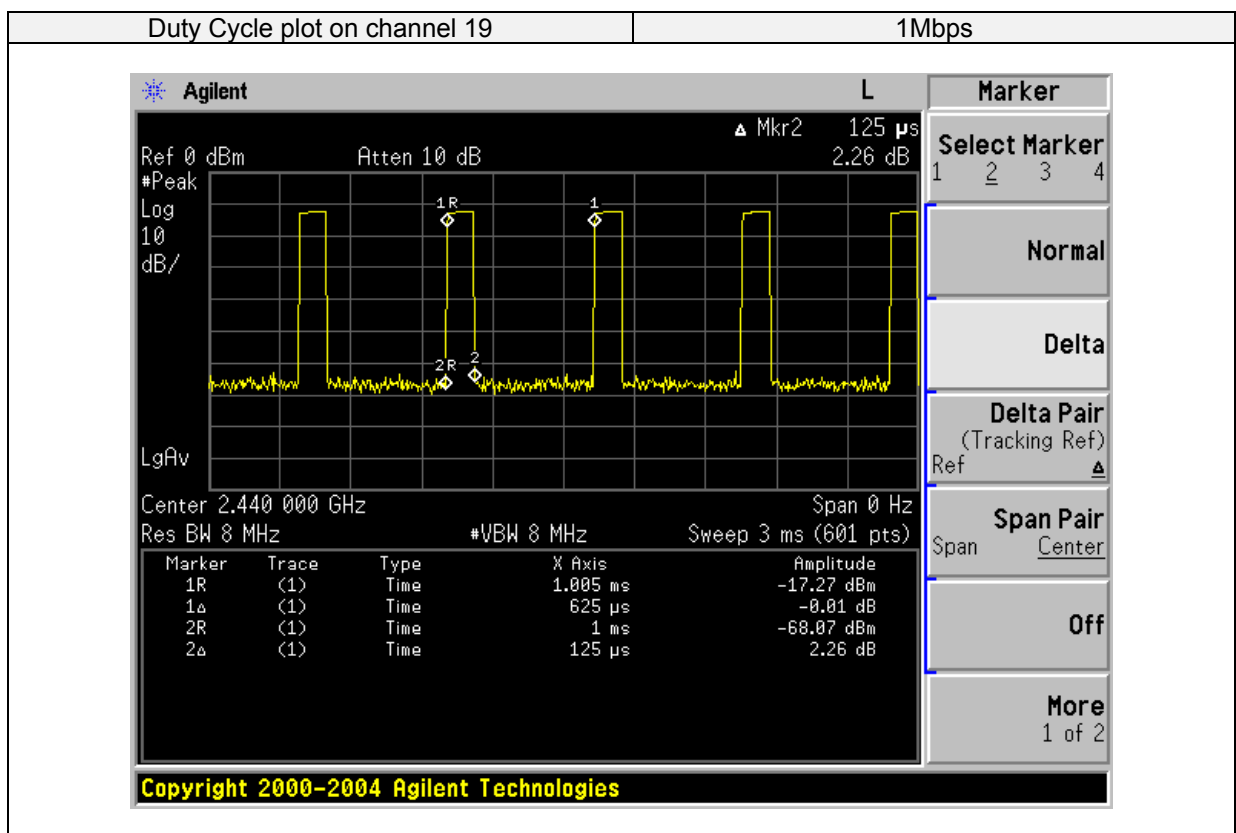 Duty Cycle plot on channel 19 1Mbps
Agilent L Marker
Δ Mkr2 125 µs
Ref 0 dBm Atten 10 dB 2.26 dB
#Peak
Log
10
dB/
1R 1
2R 2
LgAv
Center 2.440 000 GHz Span 0 Hz
Res BW 8 MHz #VBW 8 MHz Sweep 3 ms (601 pts)
Marker Trace Type X Axis Amplitude
1R (1) Time 1.005 ms -17.27 dBm
1Δ (1) Time 625 µs -0.01 dB
2R (1) Time 1 ms -68.07 dBm
2Δ (1) Time 125 µs 2.26 dB
Select Marker
1 2 3 4
Normal
Delta
Delta Pair
(Tracking Ref)
Ref Δ
Span Pair
Span Center
Off
More
1 of 2
Copyright 2000-2004 Agilent Technologies